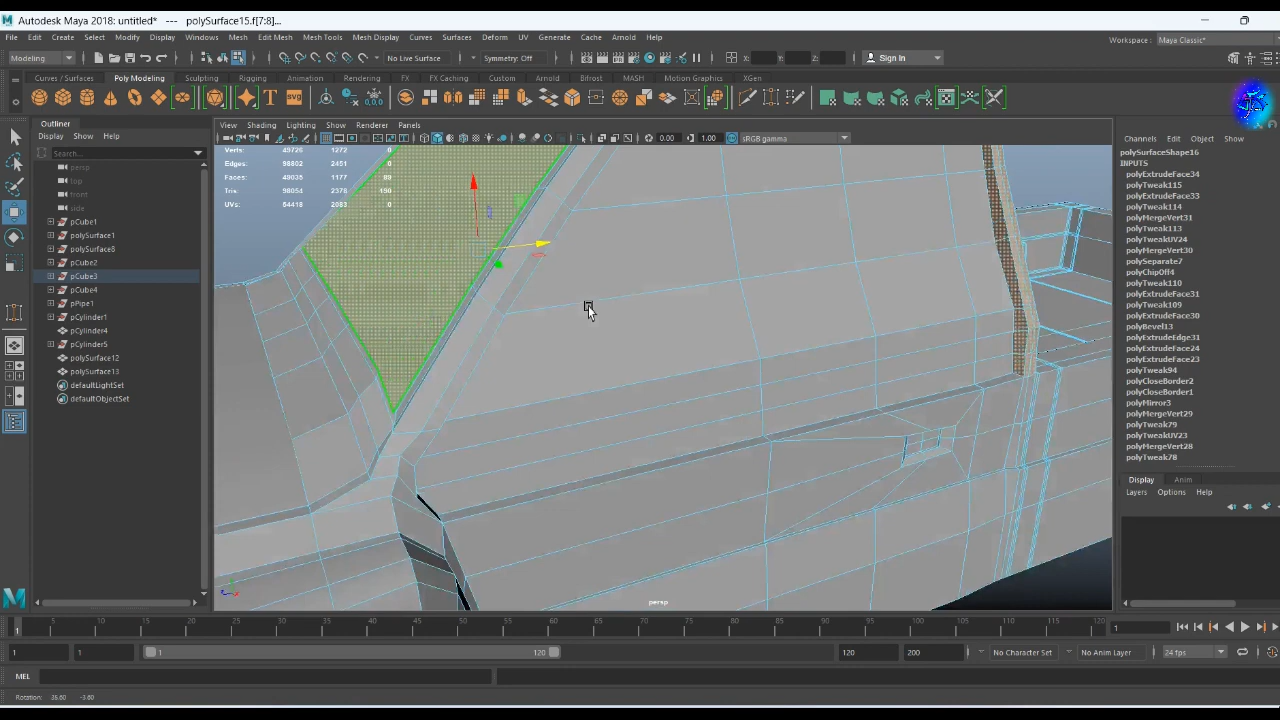 Autodesk Maya 2018: untitled*   ---   polySurface15.f[7:8]...
File Edit Create Select Modify Display Windows Mesh Edit Mesh Mesh Tools Mesh Display Curves Surfaces Deform UV Generate Cache Arnold Help
Workspace : Maya Classic*
Modeling No Live Surface Symmetry: Off X: Y: Z: Sign In
Curves / Surfaces Poly Modeling Sculpting Rigging Animation Rendering FX FX Caching Custom Arnold Bifrost MASH Motion Graphics XGen
Outliner
Display Show Help
Search...
persp
top
front
side
pCube1
polySurface1
polySurface8
pCube2
pCube3
pCube4
pPipe1
pCylinder1
pCylinder4
pCylinder5
polySurface12
polySurface13
defaultLightSet
defaultObjectSet
View Shading Lighting Show Renderer Panels
0.00 1.00 sRGB gamma
Verts: 49726 1272 0
Edges: 98802 2451 0
Faces: 49035 1177 89
Tris: 98054 2378 190
UVs: 54418 2083 0
persp
Channels Edit Object Show
polySurfaceShape16
INPUTS
polyExtrudeFace34
polyTweak115
polyExtrudeFace33
polyTweak114
polyMergeVert31
polyTweak113
polyTweakUV24
polyMergeVert30
polySeparate7
polyChipOff4
polyTweak110
polyExtrudeFace31
polyTweak109
polyExtrudeFace30
polyBevel13
polyExtrudeEdge31
polyExtrudeFace24
polyExtrudeFace23
polyTweak94
polyCloseBorder2
polyCloseBorder1
polyMirror3
polyMergeVert29
polyTweak79
polyTweakUV23
polyMergeVert28
polyTweak78
Display Anim
Layers Options Help
5 10 15 20 25 30 35 40 45 50 55 60 65 70 75 80 85 90 95 100 105 110 115 120
1 1
1 1 1 120 120 200 No Character Set No Anim Layer 24 fps
MEL
Rotation: 35.60 -3.60